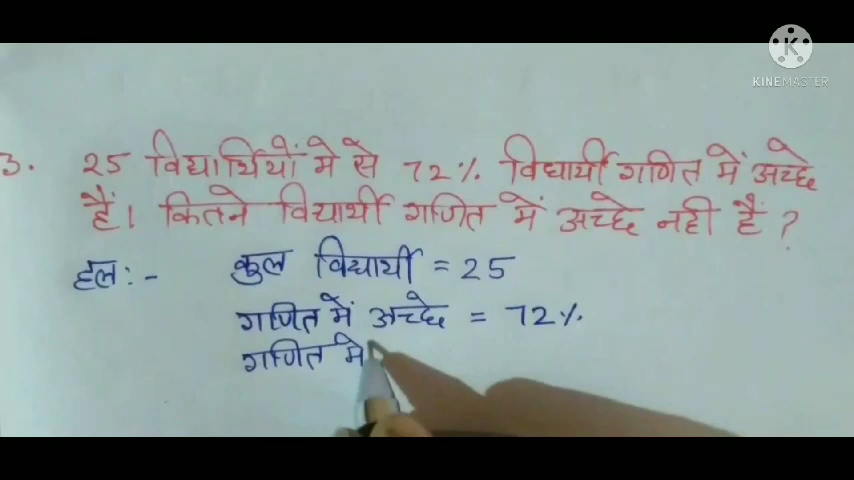 KINEMASTER
3. 25 विद्यार्थियों मे से 72% विद्यार्थी गणित में अच्छे
हैं। कितने विद्यार्थी गणित में अच्छे नही हैं ?
हल :- कुल विद्यार्थी = 25
गणित में अच्छे = 72%
गणित मे